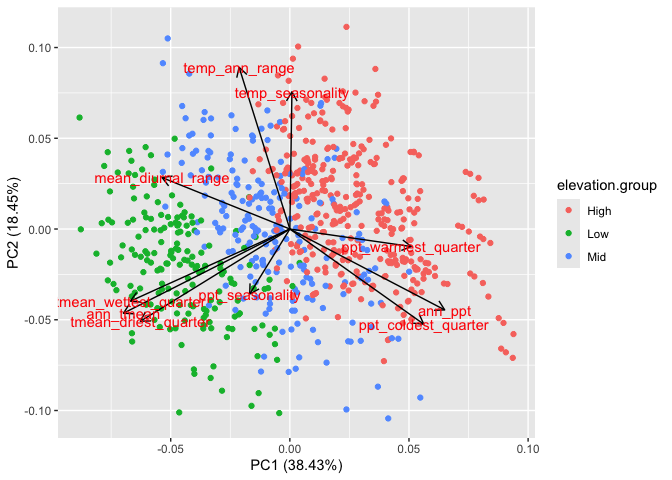 0.10
temp_ann_range
temp_seasonality
0.05
mean_diurnal_range
0.00
ppt_warmest_quarter
ppt_seasonality
tmean_wettest_quarter
ann_tmean
ann_ppt
-0.05
tmean_driest_quarter
ppt_coldest_quarter
-0.10
-0.05
0.00
0.05
0.10
PC1 (38.43%)
PC2 (18.45%)
elevation.group
High
Low
Mid